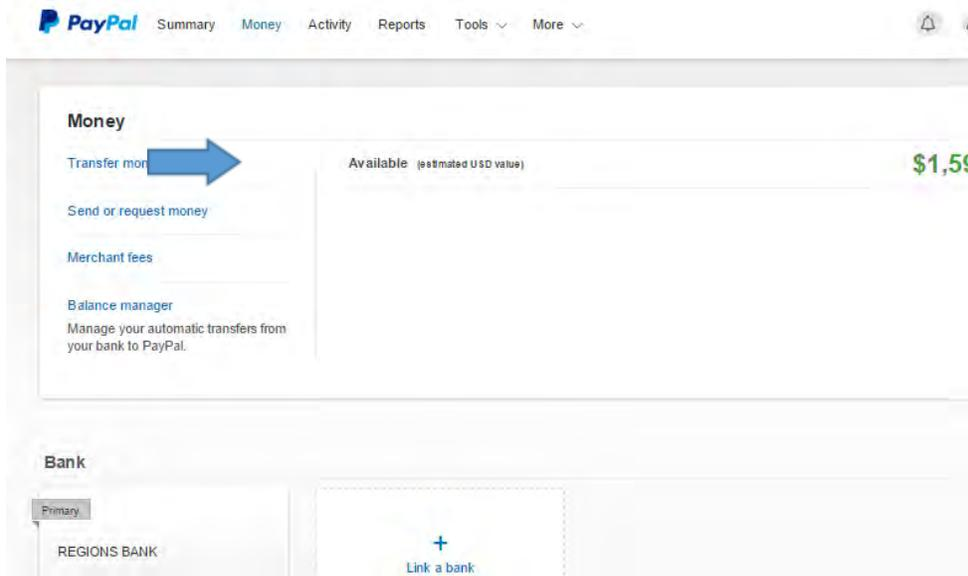 PayPal Summary Money Activity Reports Tools More
Money
Transfer
Available (estimated USD value)
Send or request money
Merchant fees
Balance manager
Manage your automatic transfers from
your bank to PayPal.
Bank
Primary
REGIONS BANK
+
Link a bank